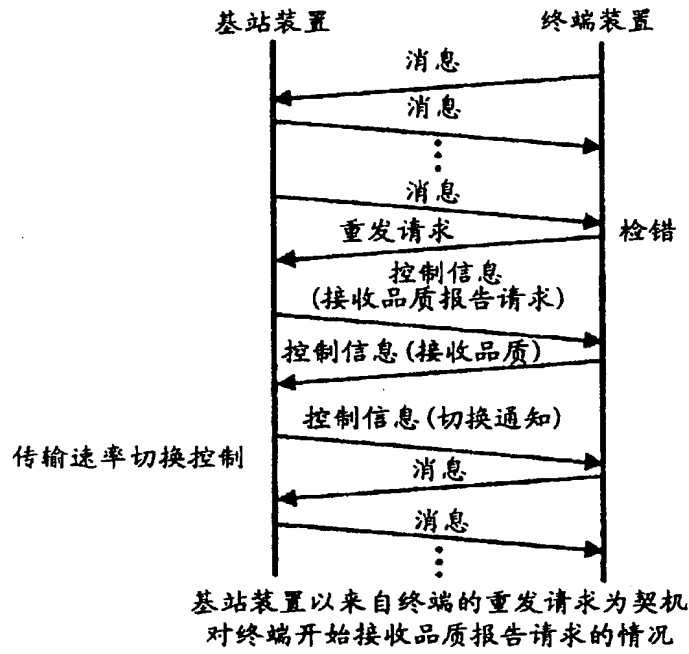 基站装置 终端装置
消息
消息
消息
重发请求 检错
控制信息
(接收品质报告请求)
控制信息(接收品质)
控制信息(切换通知)
传输速率切换控制
消息
消息
基站装置以来自终端的重发请求为契机
对终端开始接收品质报告请求的情况